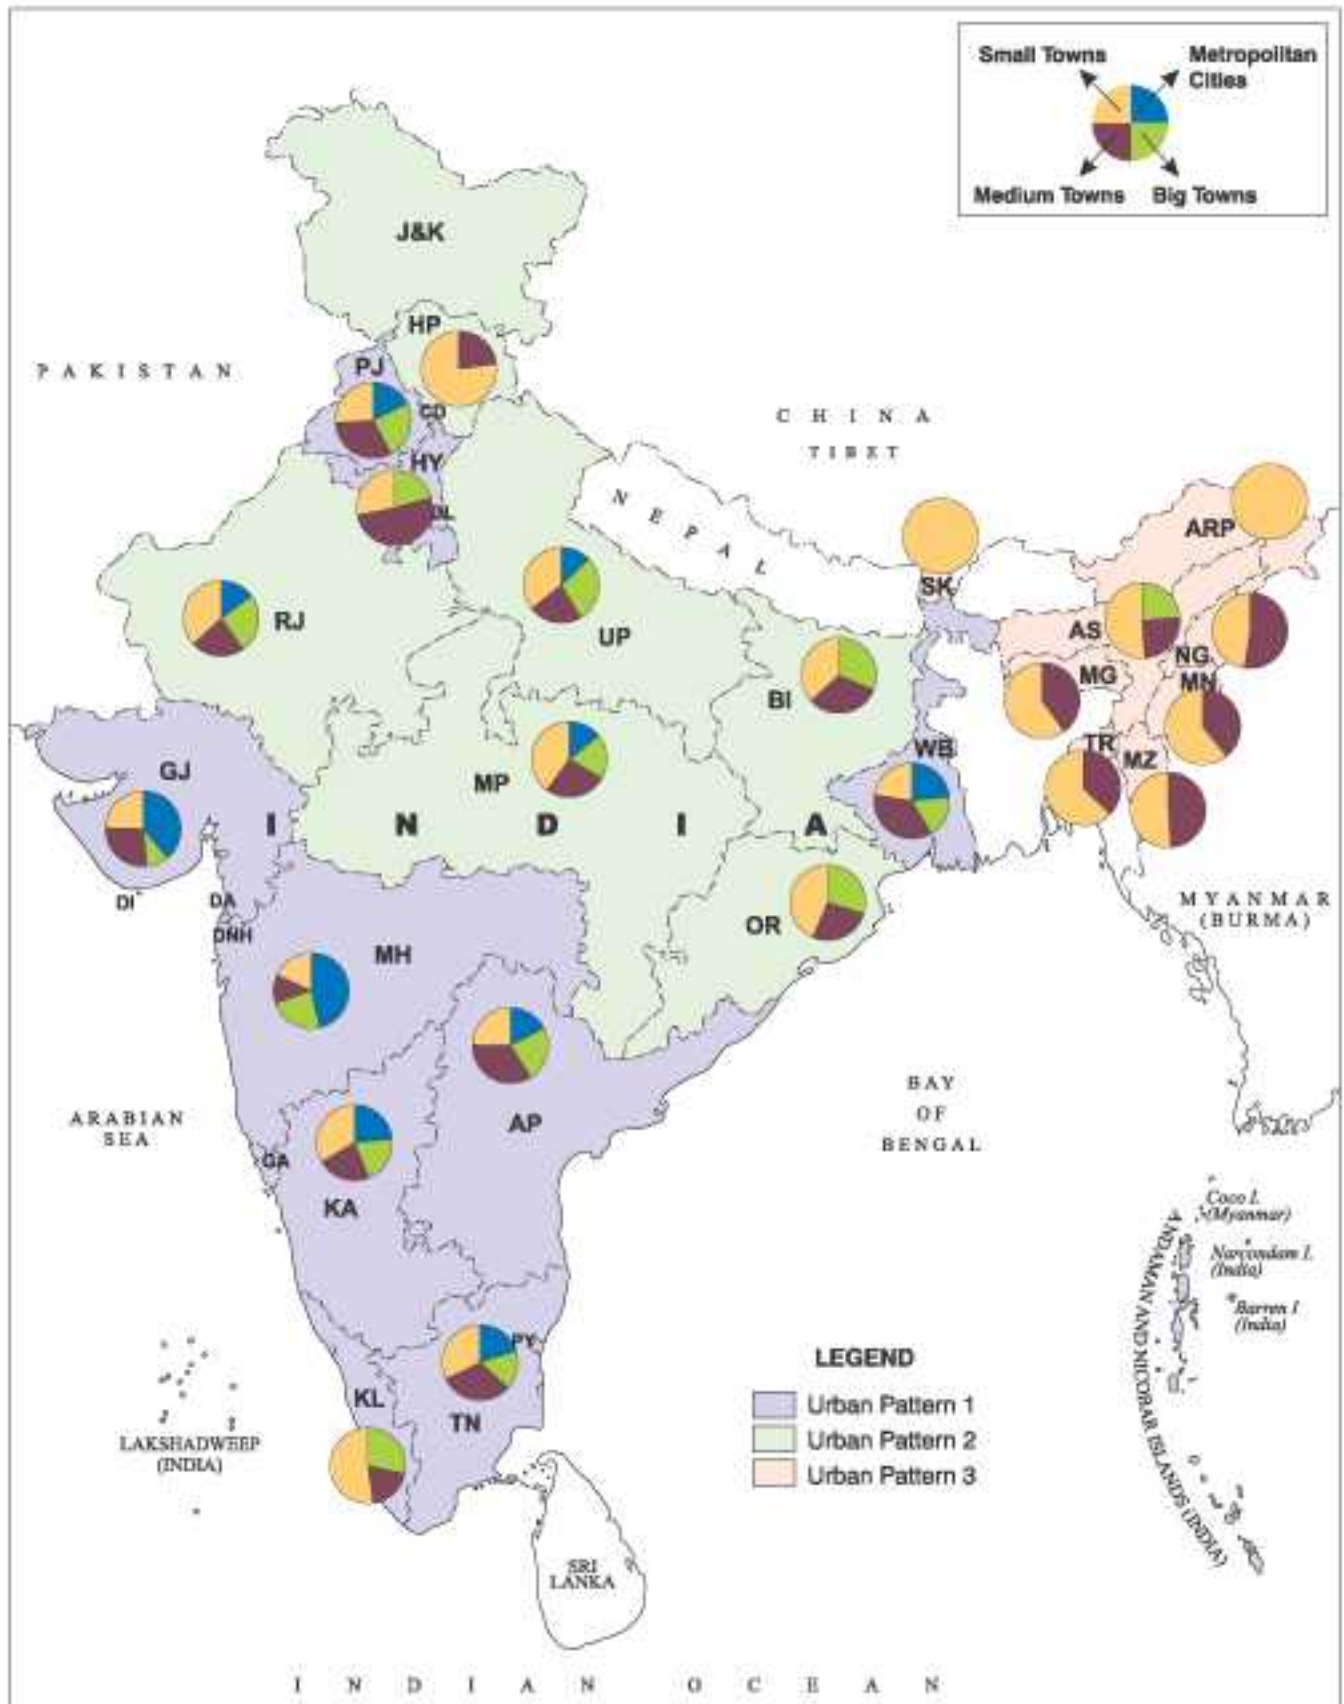 Small Towns
Metropolitan
Cities
Medium Towns
Big Towns
J&K
HP
PAKISTAN
PJ
CD
CHINA
TIBET
HY
NEPAL
DL
ARP
SK
RJ
UP
AS
NG
MG
MN
BI
WB
TR
MZ
GJ
MP
INDIA
DI
DA
DNH
OR
MYANMAR
(BURMA)
MH
ARABIAN
SEA
AP
BAY
OF
BENGAL
GA
KA
Coco I.
(Myanmar)
Narcondam I.
(India)
Barren I
(India)
ANDAMAN AND NICOBAR ISLANDS (INDIA)
PY
KL
TN
LAKSHADWEEP
(INDIA)
LEGEND
Urban Pattern 1
Urban Pattern 2
Urban Pattern 3
SRI
LANKA
INDIAN OCEAN